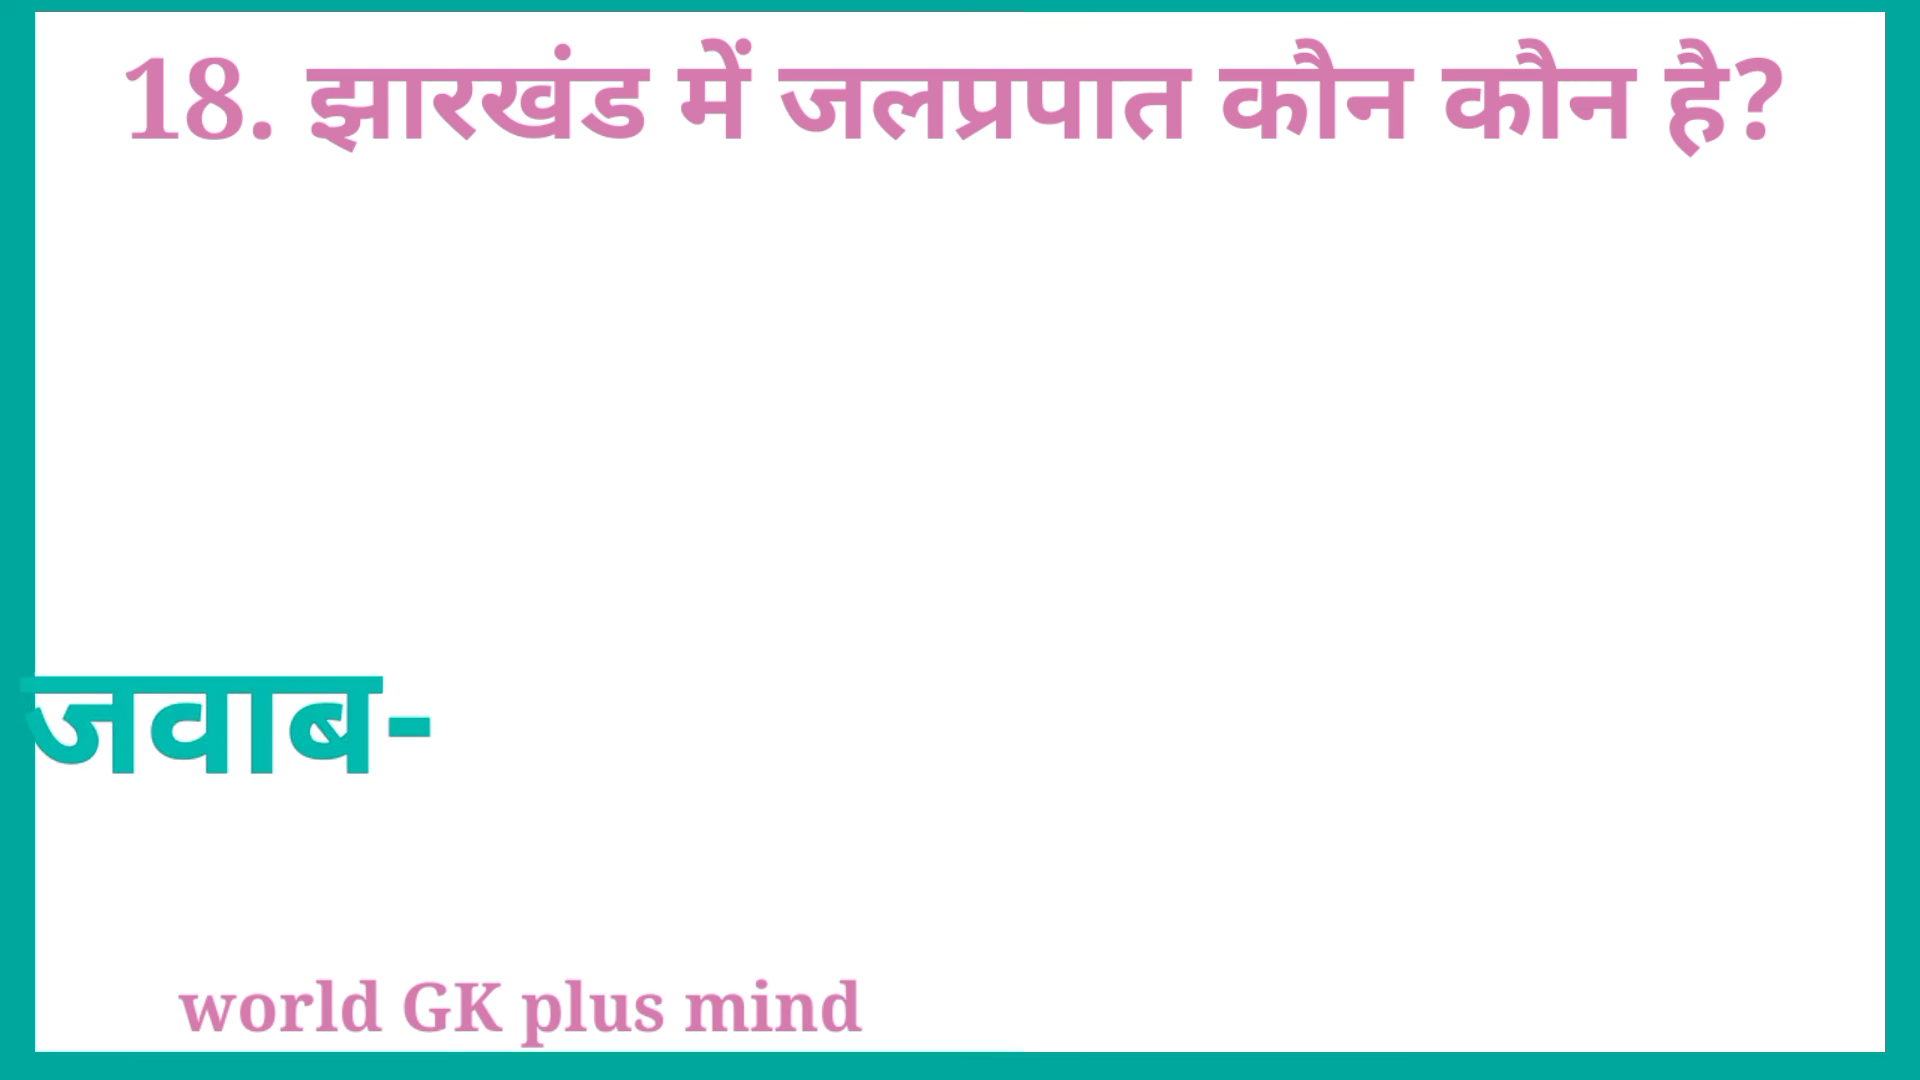 18. झारखंड में जलप्रपात कौन कौन है?
जवाब-
world GK plus mind